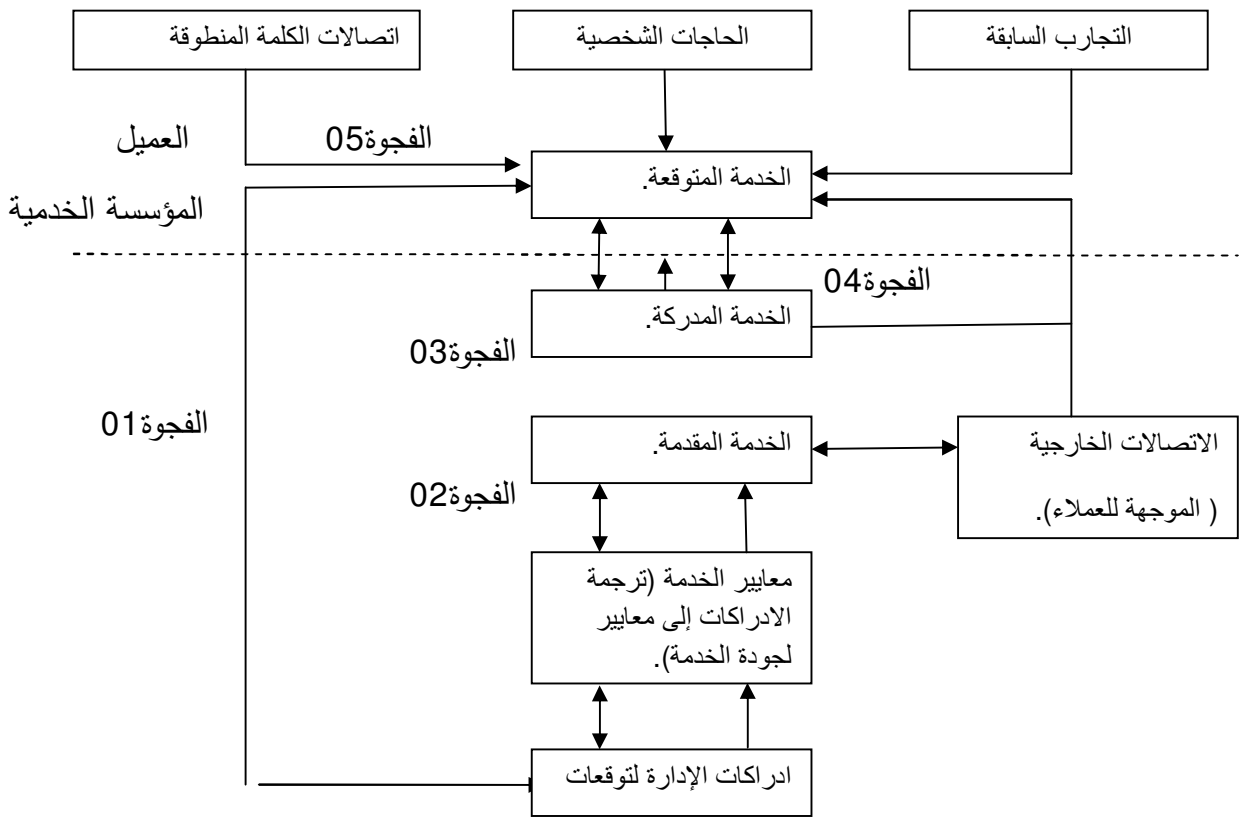 التجارب السابقة
الحاجات الشخصية
اتصالات الكلمة المنطوقة
العميل
الفجوة05
الخدمة المتوقعة.
المؤسسة الخدمية
الفجوة04
الخدمة المدركة.
الفجوة03
الفجوة01
الخدمة المقدمة.
الاتصالات الخارجية
( الموجهة للعملاء).
الفجوة02
معايير الخدمة (ترجمة
الادراكات إلى معايير
لجودة الخدمة).
ادراكات الإدارة لتوقعات